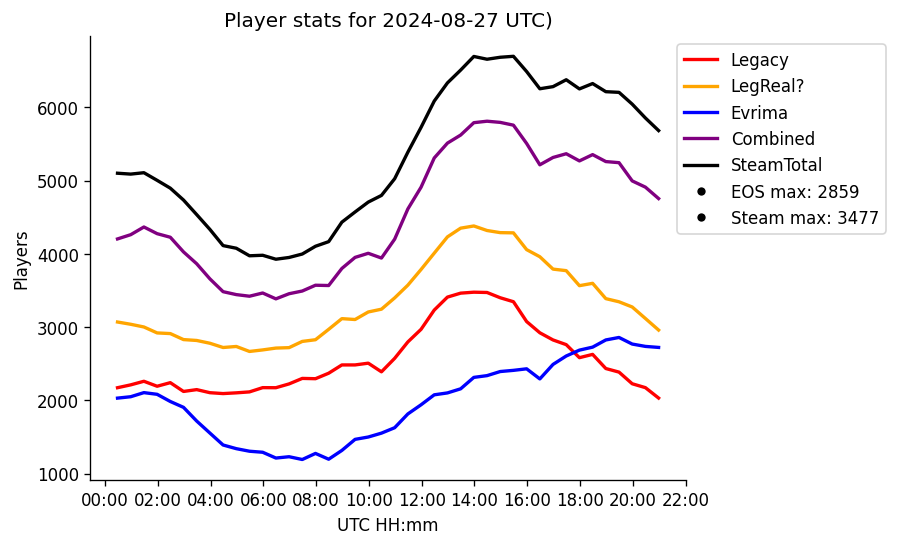 Player stats for 2024-08-27 UTC)
Legacy
LegReal?
Evrima
Combined
SteamTotal
EOS max: 2859
Steam max: 3477
Players
6000
5000
4000
3000
2000
1000
00:00 02:00 04:00 06:00 08:00 10:00 12:00 14:00 16:00 18:00 20:00 22:00
UTC HH:mm